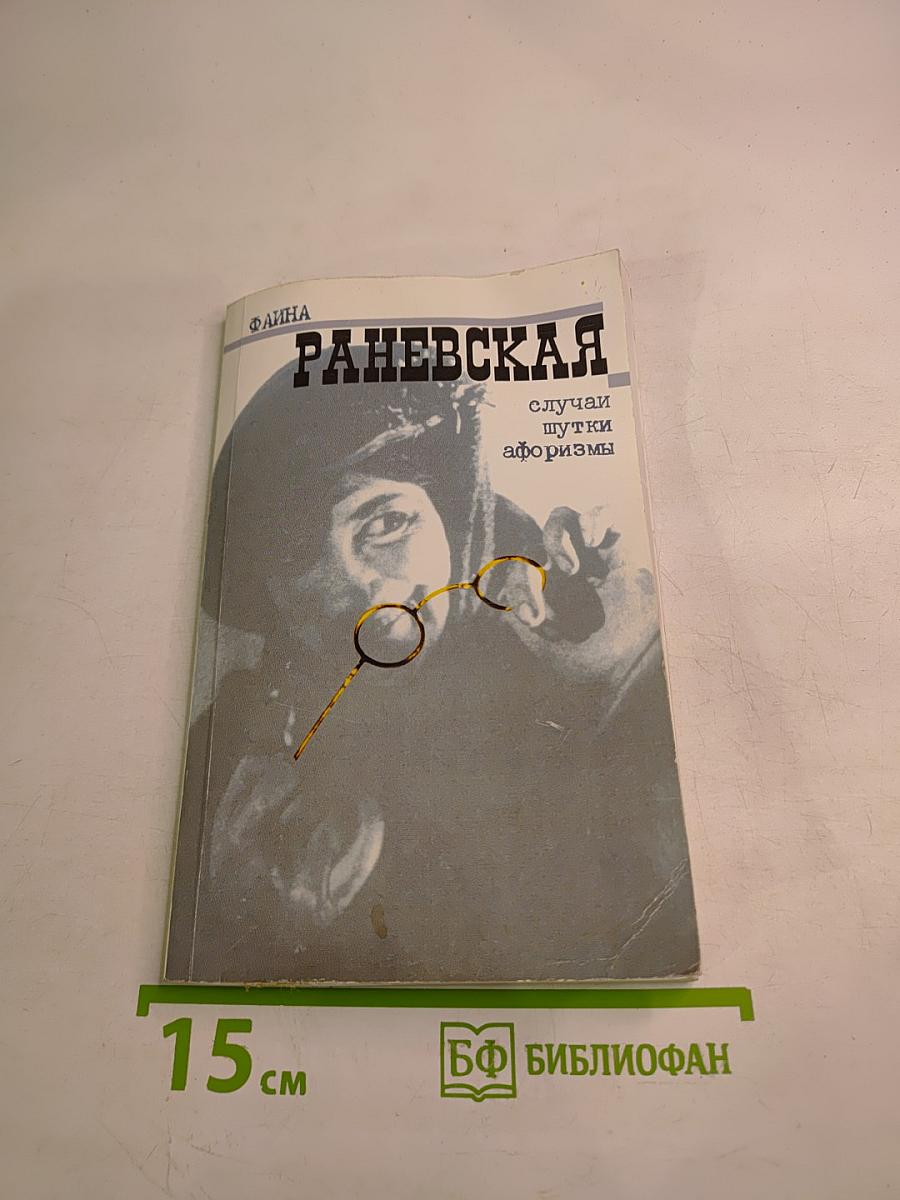 ФАИНА
РАНЕВСКАЯ
случаи
шутки
афоризмы
15 см
БФ БИБЛИОФАН